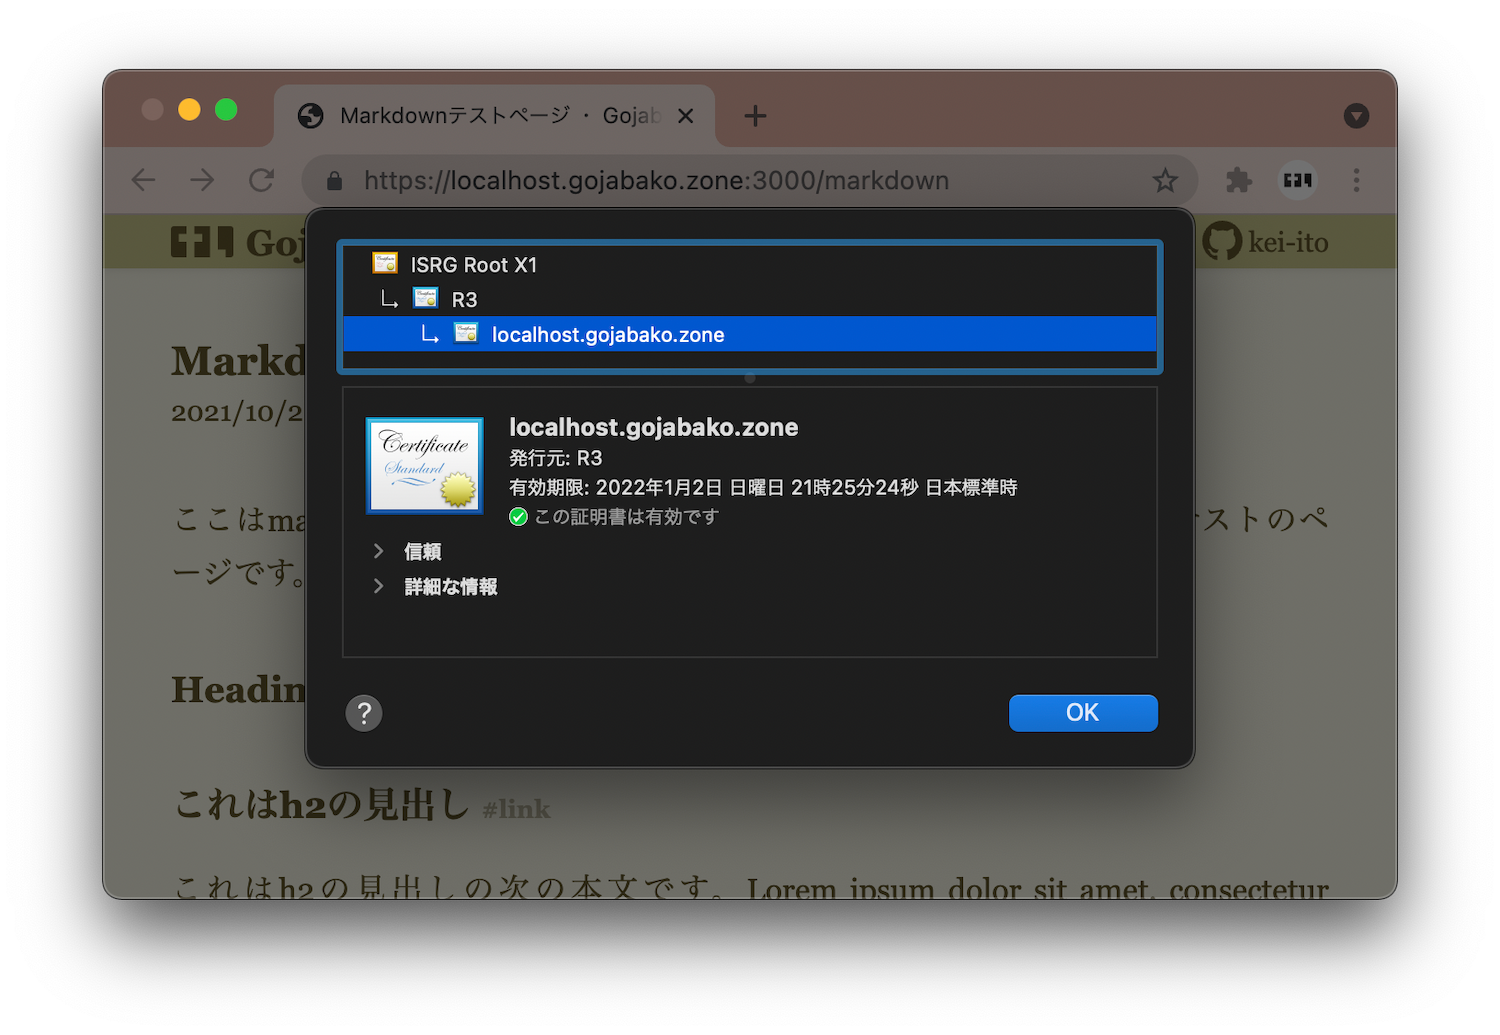 Markdownテストページ · Gojab
https://localhost.gojabako.zone:3000/markdown
Goj
kei-ito
ISRG Root X1
R3
localhost.gojabako.zone
Markd
2021/10/2
Certificate
Standard
localhost.gojabako.zone
発行元: R3
有効期限: 2022年1月2日 日曜日 21時25分24秒 日本標準時
この証明書は有効です
ここはma
ストのペ
ージです。
信頼
詳細な情報
Headin
?
OK
これはh2の見出し #link
これはh2の見出しの次の本文です。 Lorem ipsum dolor sit amet, consectetur